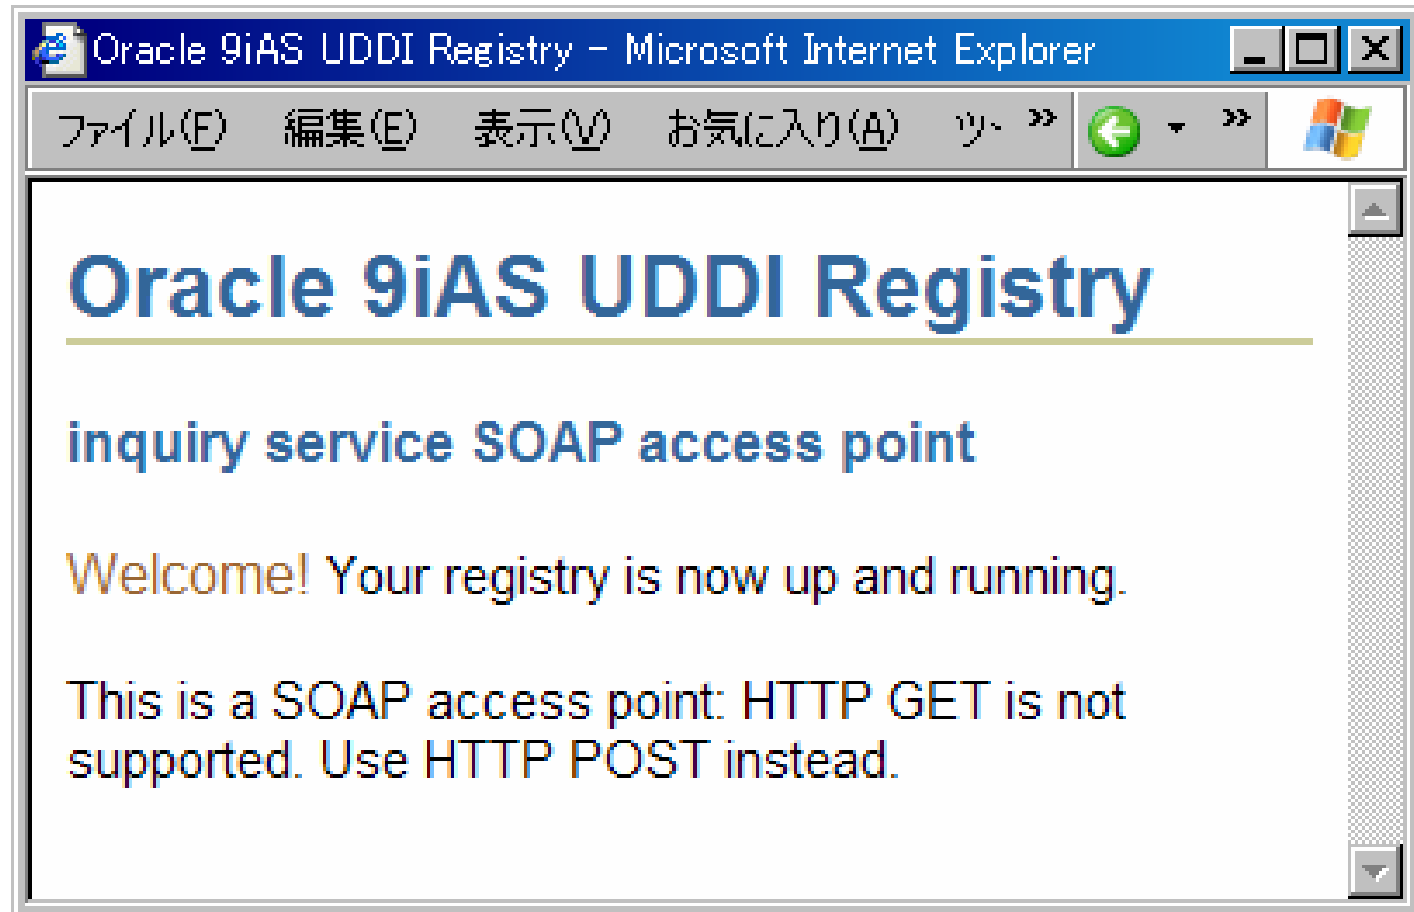 Oracle 9iAS UDDI Registry - Microsoft Internet Explorer
ファイル(F) 編集(E) 表示(V) お気に入り(A) »  »
Oracle 9iAS UDDI Registry
inquiry service SOAP access point
Welcome! Your registry is now up and running.
This is a SOAP access point: HTTP GET is not
supported. Use HTTP POST instead.